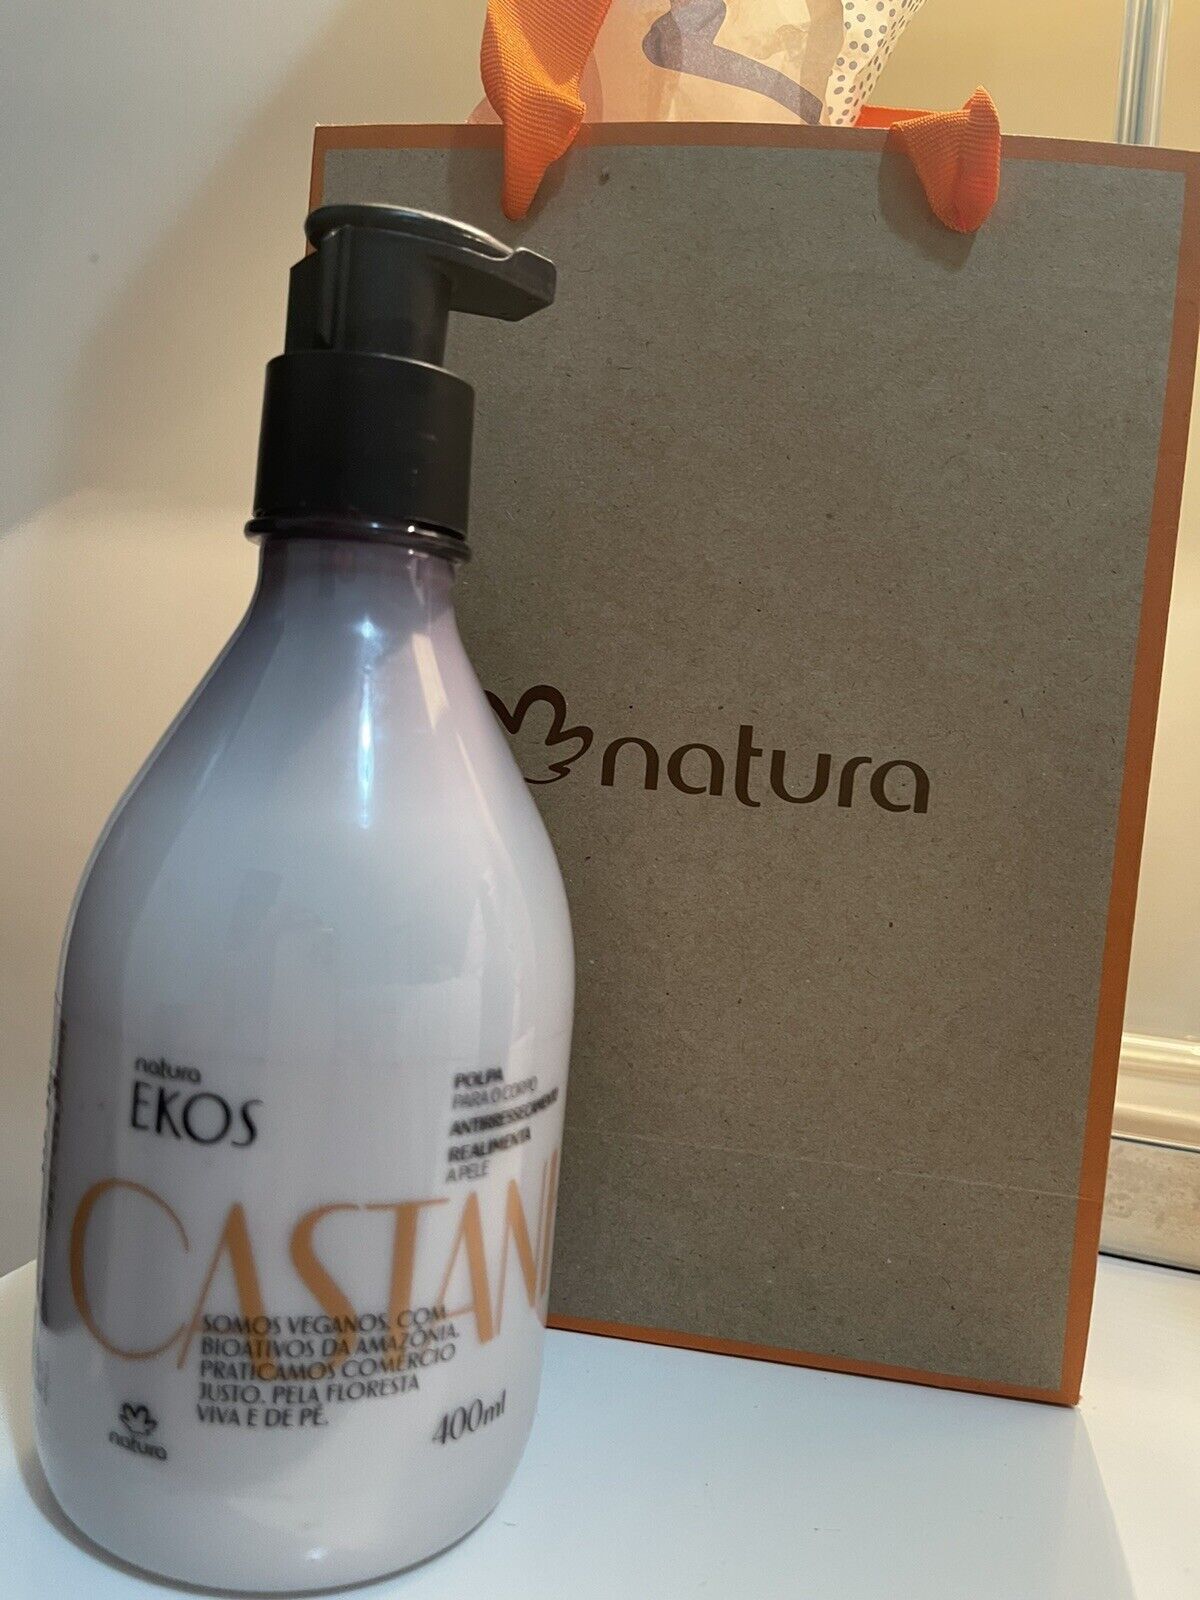 natura
natura
EKOS
POLPA
PARA O CORPO
ANTIRRESSECAMENTO
REALIMENTA
A PELE
CASTAN
SOMOS VEGANOS. COM
BIOATIVOS DA AMAZÔNIA.
PRATICAMOS COMÉRCIO
JUSTO. PELA FLORESTA
VIVA E DE PÉ.
400ml
natura